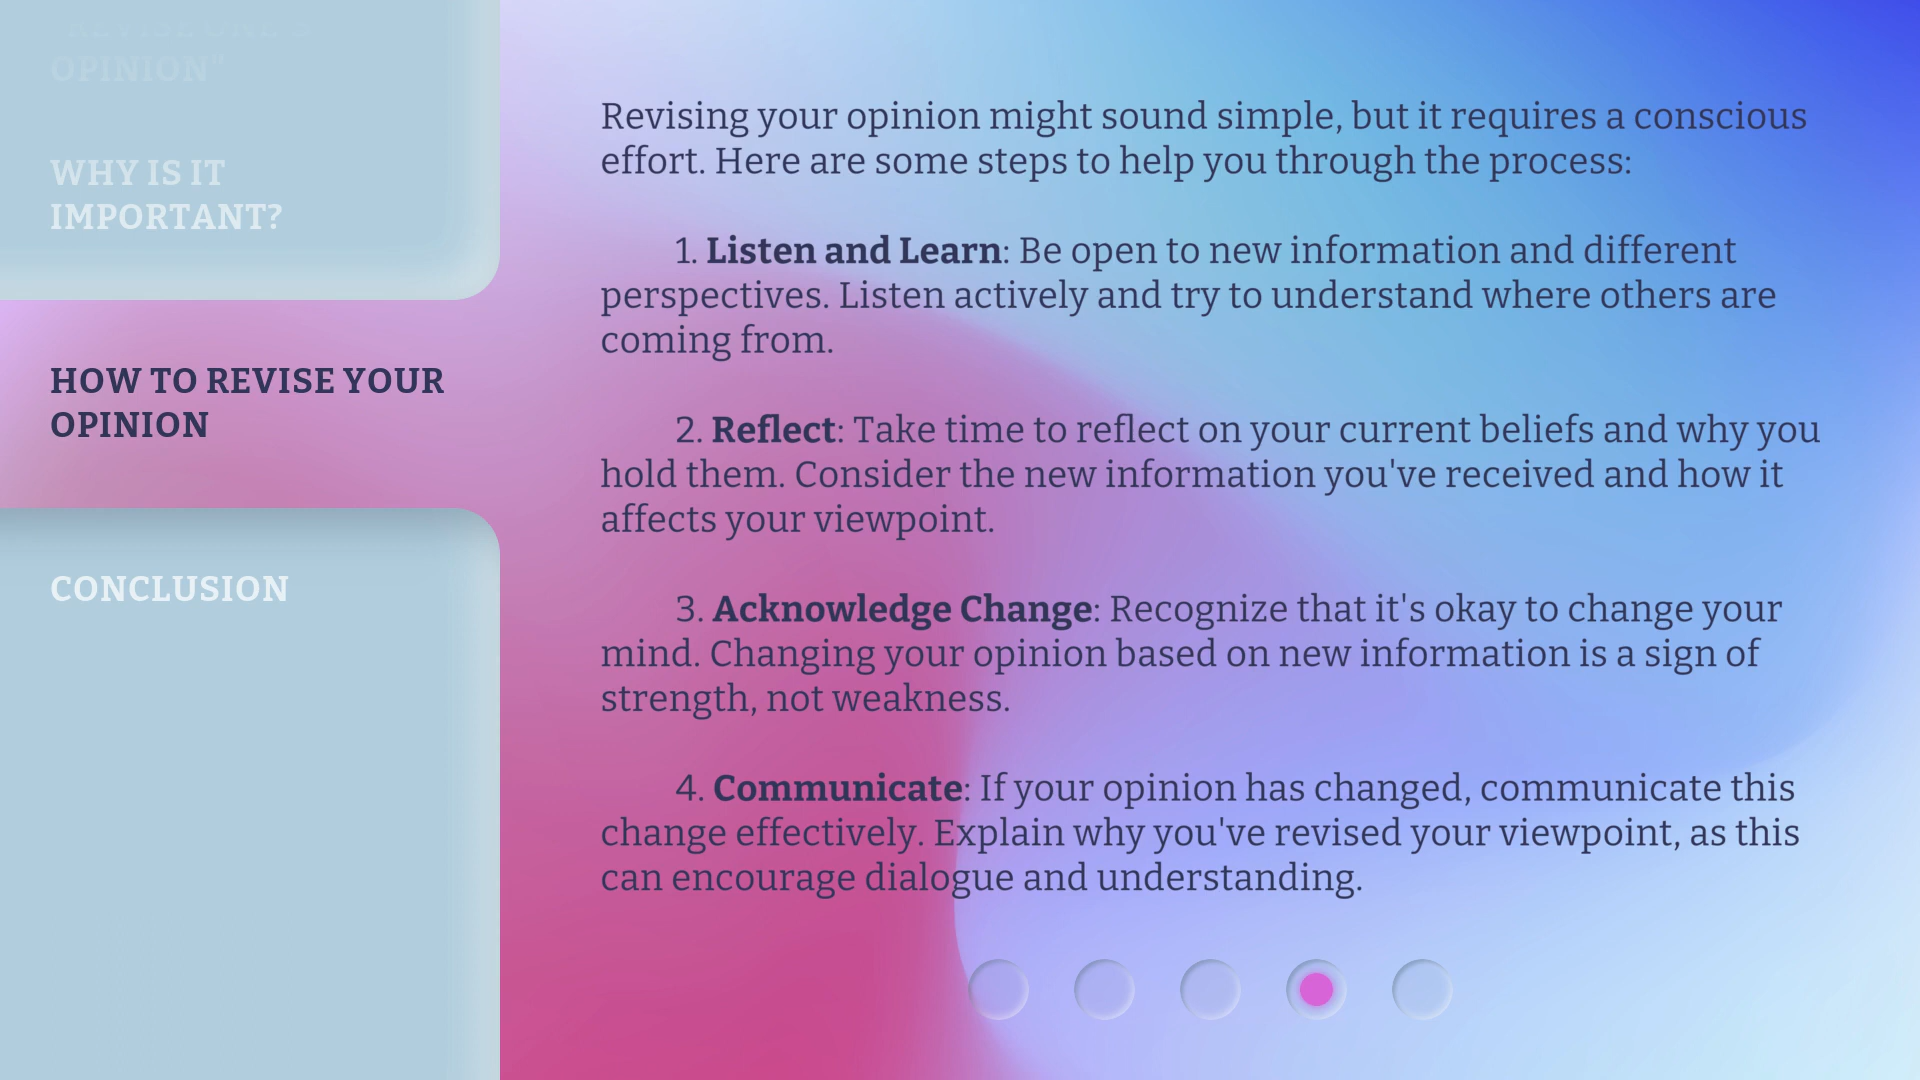 REVISE ONE'S
OPINION"
WHY IS IT
IMPORTANT?
HOW TO REVISE YOUR
OPINION
CONCLUSION
Revising your opinion might sound simple, but it requires a conscious
effort. Here are some steps to help you through the process:
1. Listen and Learn: Be open to new information and different
perspectives. Listen actively and try to understand where others are
coming from.
2. Reflect: Take time to reflect on your current beliefs and why you
hold them. Consider the new information you've received and how it
affects your viewpoint.
3. Acknowledge Change: Recognize that it's okay to change your
mind. Changing your opinion based on new information is a sign of
strength, not weakness.
4. Communicate: If your opinion has changed, communicate this
change effectively. Explain why you've revised your viewpoint, as this
can encourage dialogue and understanding.